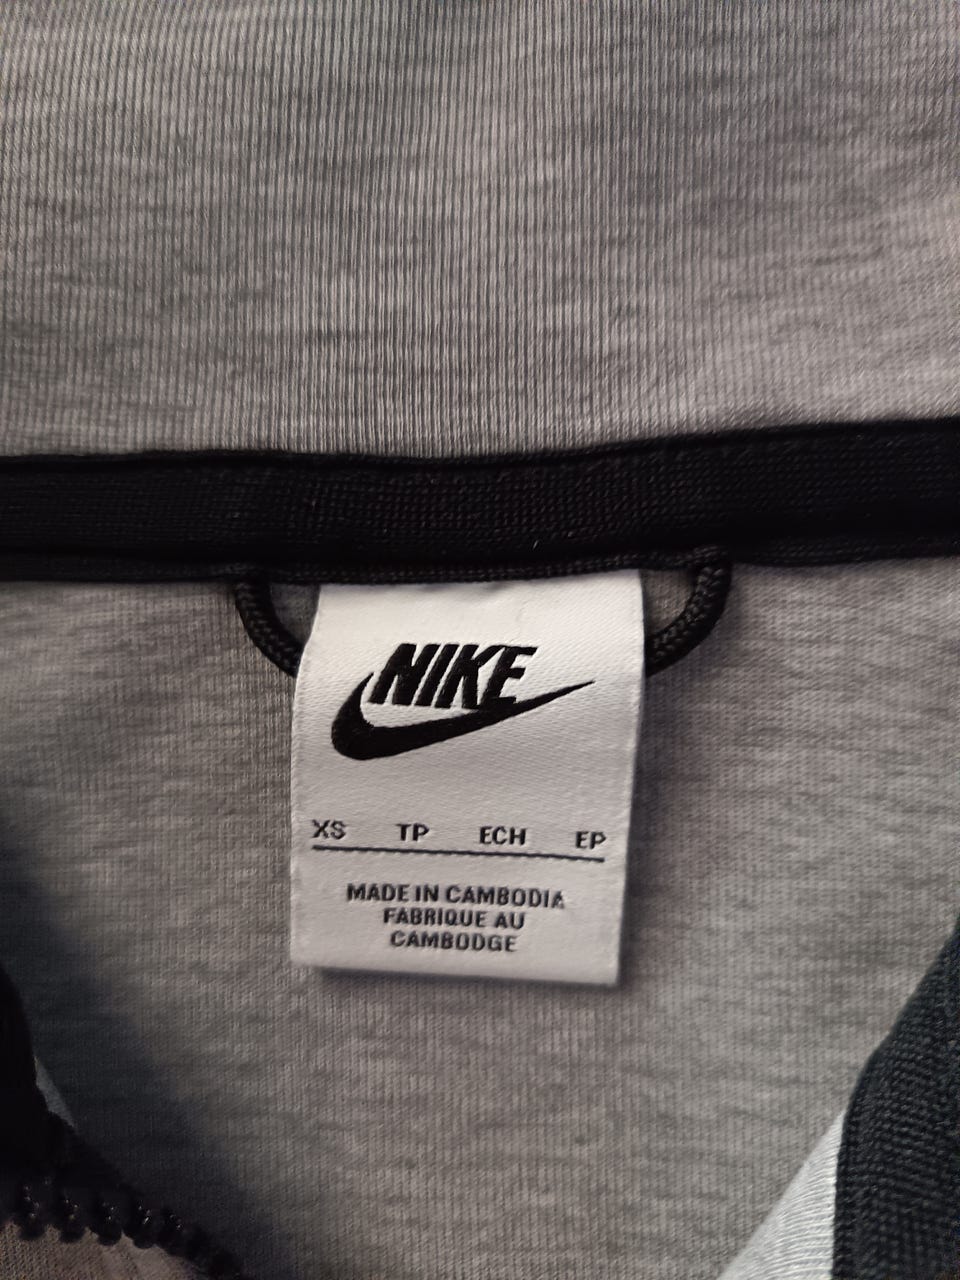 NIKE
XS TP ECH EP
MADE IN CAMBODIA
FABRIQUE AU
CAMBODGE